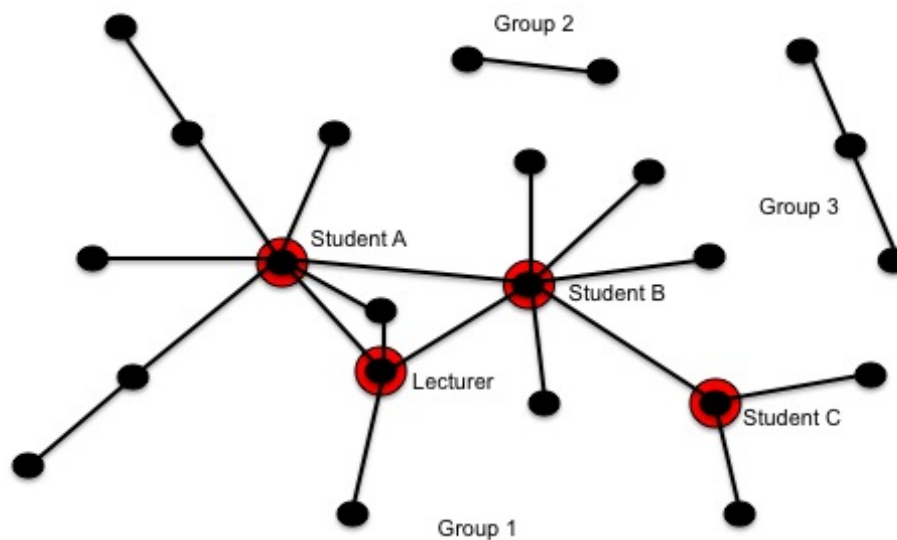 Group 2
Group 3
Student A
Student B
Lecturer
Student C
Group 1